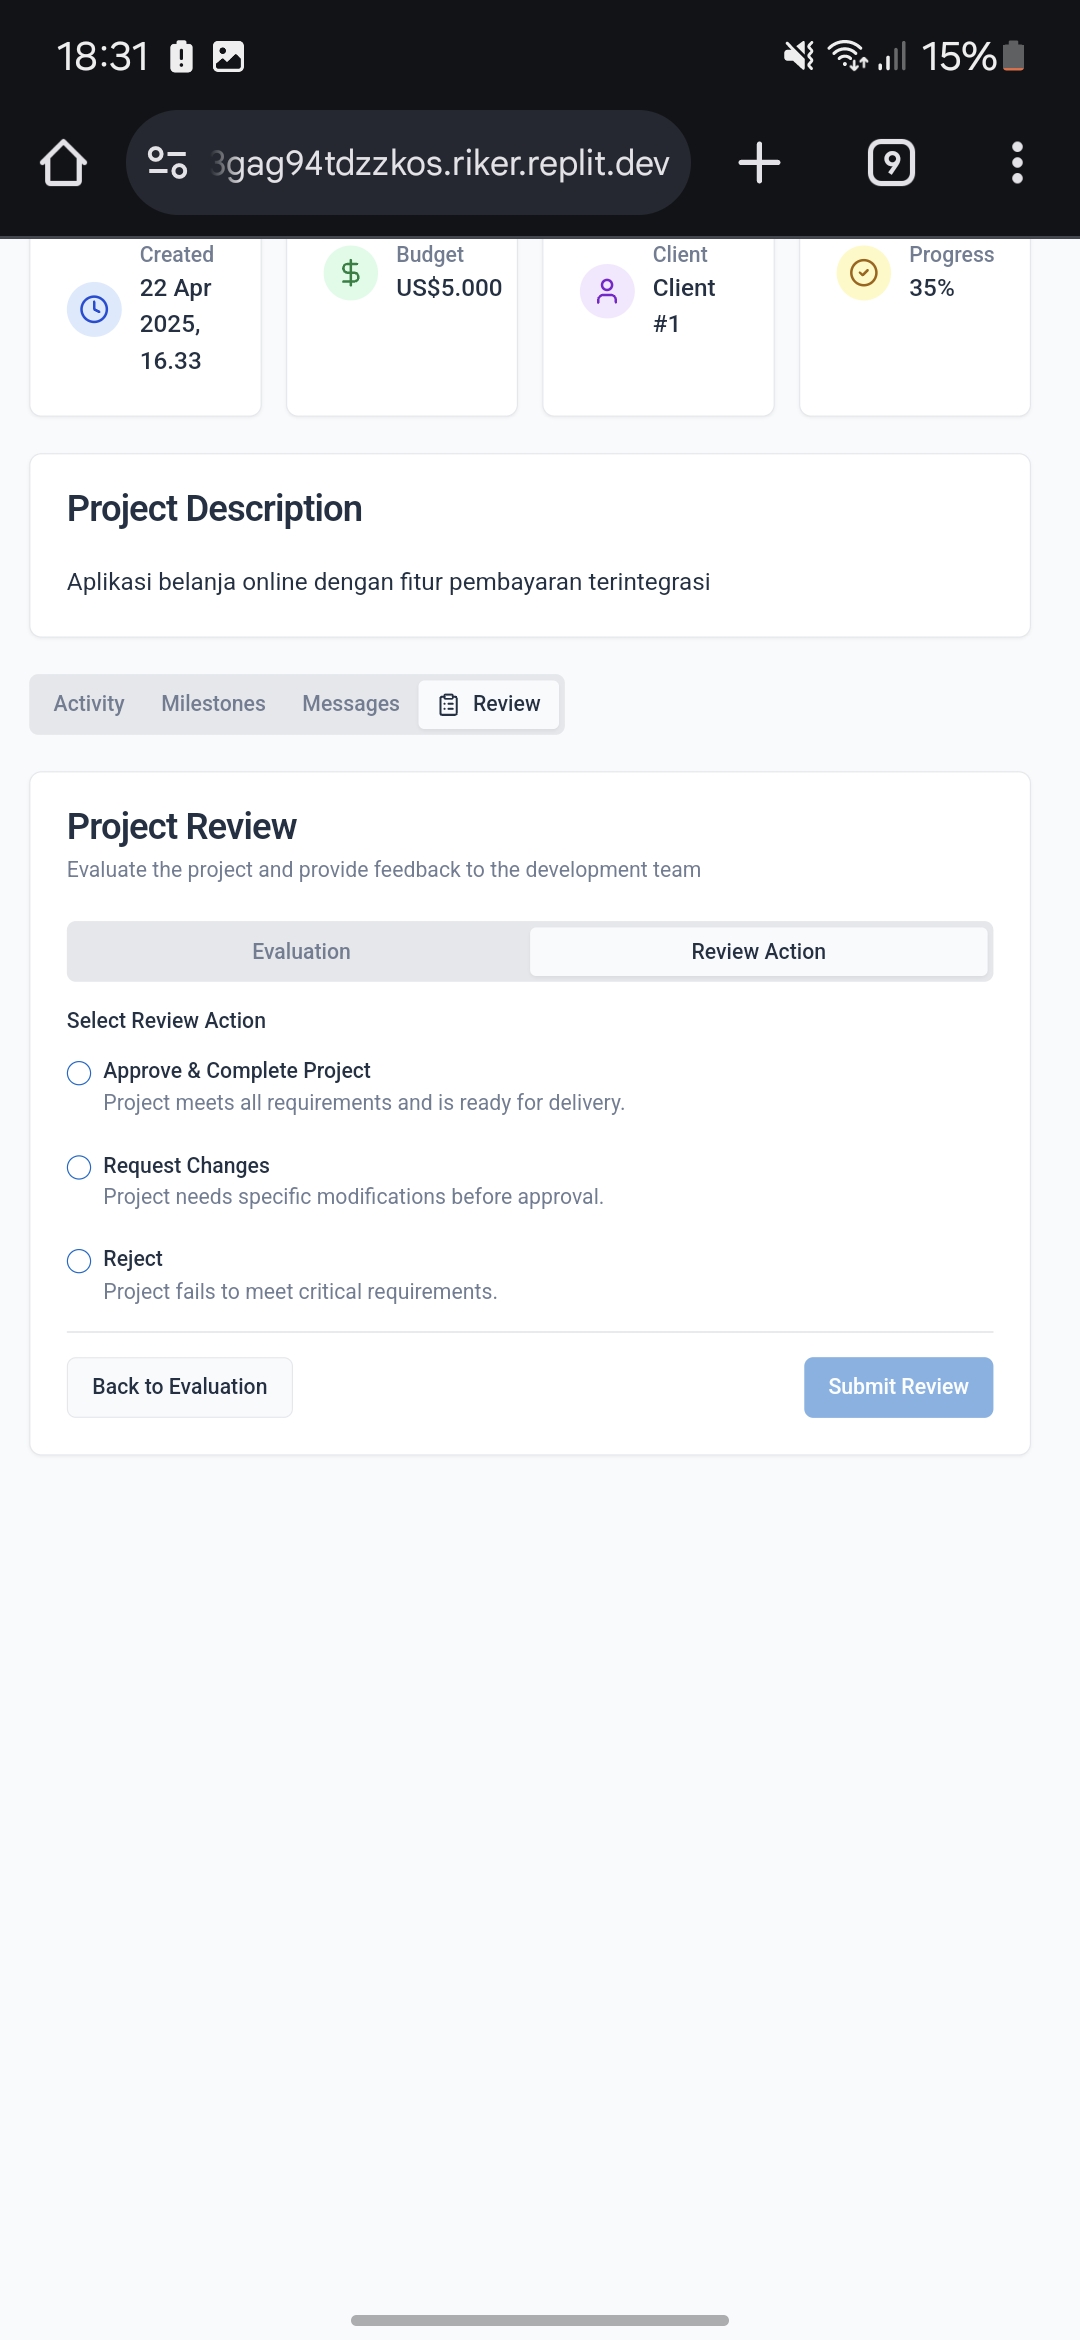 18:31
15%
3gag94tdzzkos.riker.replit.dev
9
Created
22 Apr
2025,
16.33
Budget
US$5.000
Client
Client
#1
Progress
35%
Project Description
Aplikasi belanja online dengan fitur pembayaran terintegrasi
Activity Milestones Messages Review
Project Review
Evaluate the project and provide feedback to the development team
Evaluation Review Action
Select Review Action
Approve & Complete Project
Project meets all requirements and is ready for delivery.
Request Changes
Project needs specific modifications before approval.
Reject
Project fails to meet critical requirements.
Back to Evaluation Submit Review